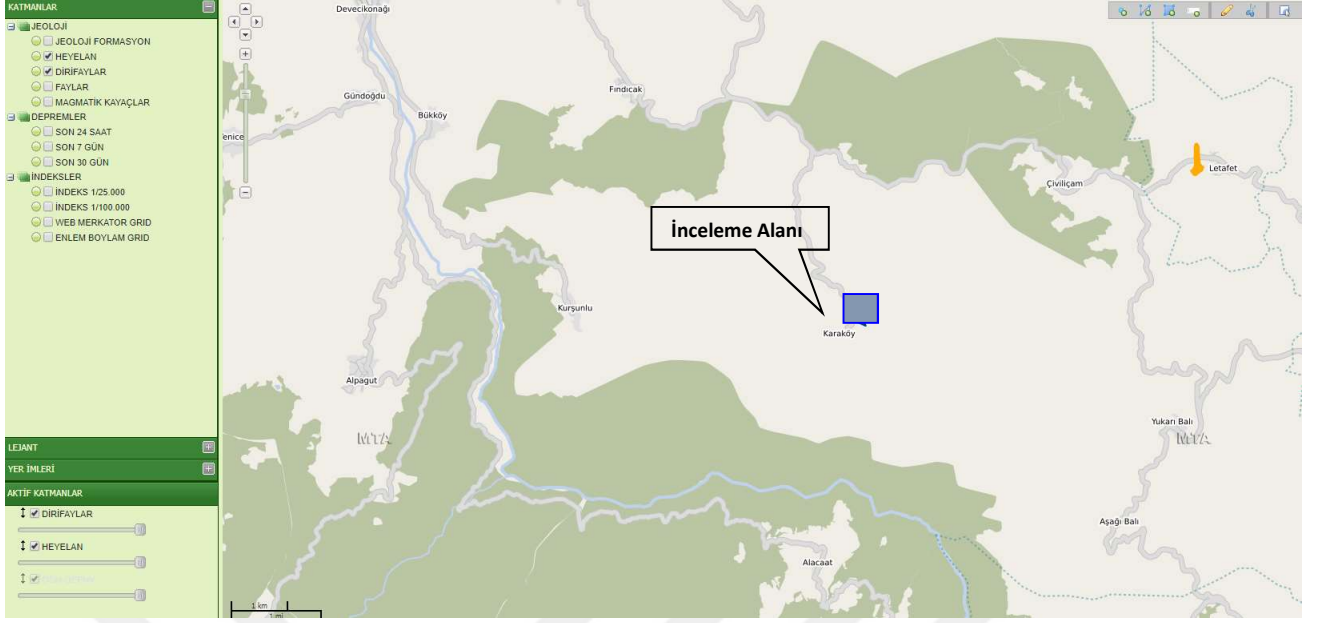 KATMANLAR
JEOLOJİ
JEOLOJİ FORMASYON
HEYELAN
DİRİFAYLAR
FAYLAR
MAGMATİK KAYAÇLAR
DEPREMLER
SON 24 SAAT
SON 7 GÜN
SON 30 GÜN
İNDEKSLER
İNDEKS 1/25.000
İNDEKS 1/100.000
WEB MERKATOR GRID
ENLEM BOYLAM GRID
LEJANT
YER İMLERİ
AKTİF KATMANLAR
DİRİFAYLAR
HEYELAN
Devecikonağı
Gündoğdu
Bükköy
enice
Fındıcak
Çiviliçam
Letafet
İnceleme Alanı
Kurşunlu
Karaköy
Alpagut
MTA
Yukarı Balı
MTA
Aşağı Balı
Alacaat
1 km
1 mi